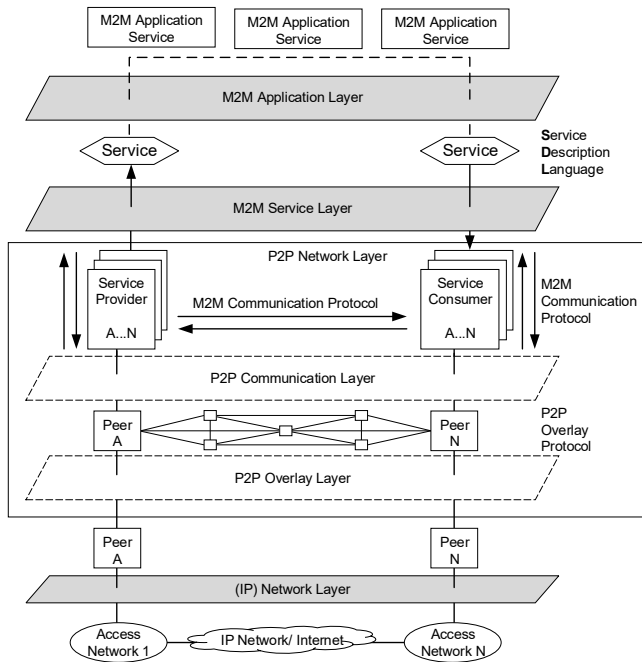 M2M Application
Service
M2M Application
Service
M2M Application
Service
M2M Application Layer
Service
Service
Service
Description
Language
M2M Service Layer
P2P Network Layer
Service
Provider
A...N
M2M Communication Protocol
Service
Consumer
A...N
M2M
Communication
Protocol
P2P Communication Layer
Peer
A
Peer
N
P2P
Overlay
Protocol
P2P Overlay Layer
Peer
A
Peer
N
(IP) Network Layer
Access
Network 1
IP Network/ Internet
Access
Network N